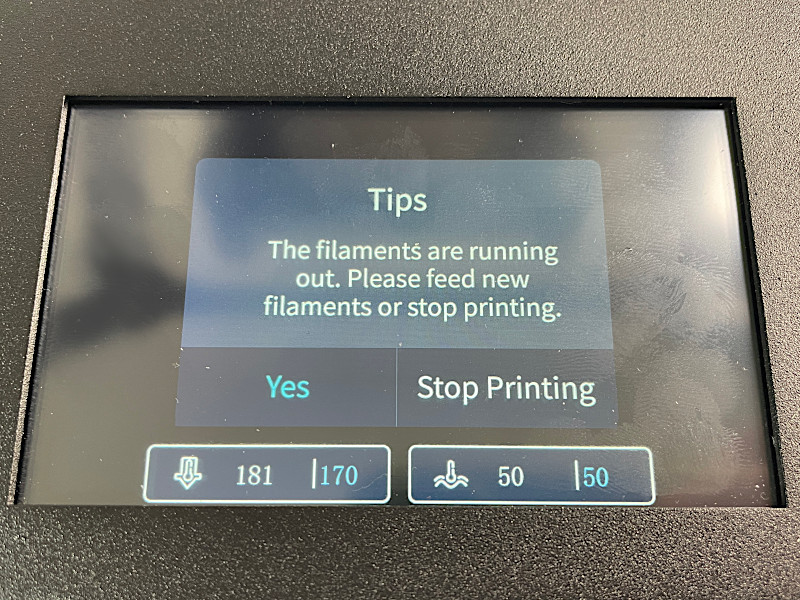 Tips
The filaments are running
out. Please feed new
filaments or stop printing.
Yes
Stop Printing
181 |170
50 |50